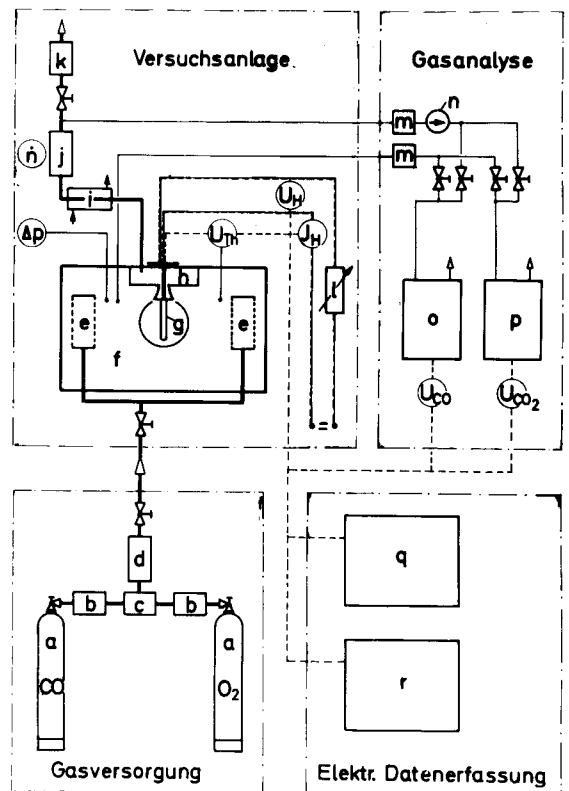 Versuchsanlage.
Gasanalyse
k
ṅ
j
i
Δp
U_H
U_Th
J_H
h
g
e
e
f
l
=
m
n
m
o
p
U_CO
U_CO₂
d
b
c
b
a
CO
a
O₂
q
r
Gasversorgung
Elektr. Datenerfassung